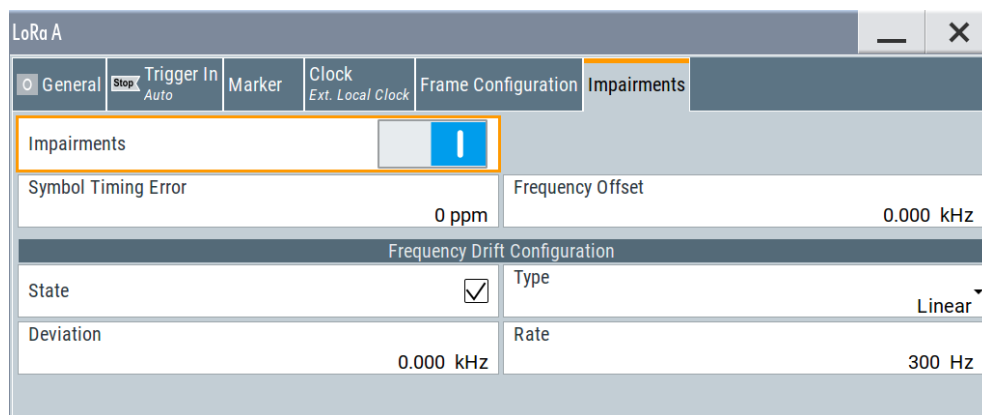 LoRa A
General
Stop
Trigger In
Auto
Marker
Clock
Ext. Local Clock
Frame Configuration
Impairments
Impairments
Symbol Timing Error
0 ppm
Frequency Offset
0.000 kHz
Frequency Drift Configuration
State
Type
Linear
Deviation
0.000 kHz
Rate
300 Hz